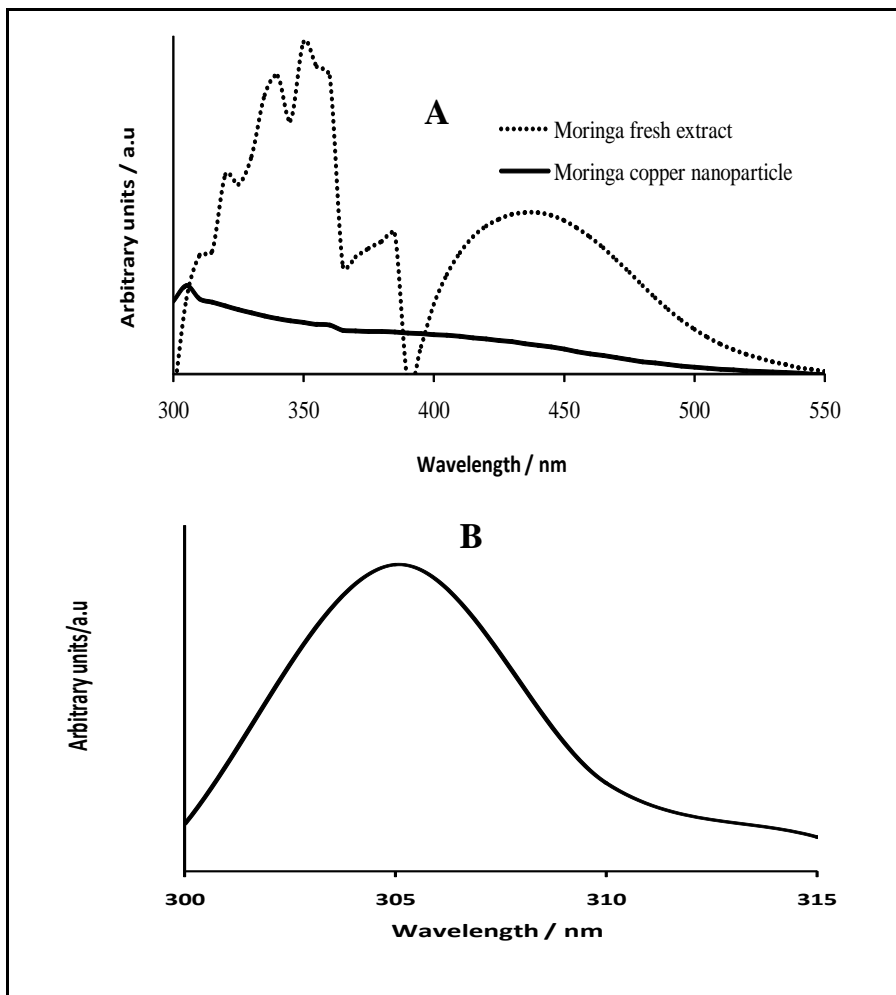 A
Moringa fresh extract
Moringa copper nanoparticle
Arbitrary units / a.u
300 350 400 450 500 550
Wavelength / nm
B
Arbitrary units/a.u
300 305 310 315
Wavelength / nm